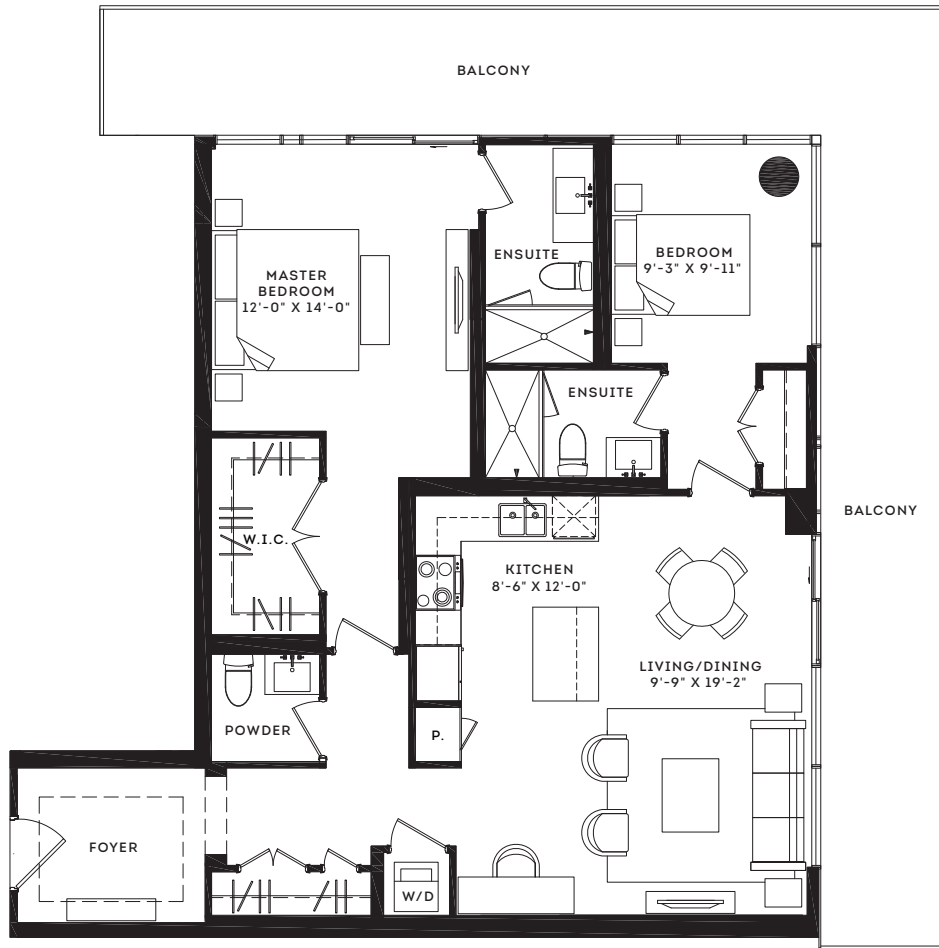 BALCONY
ENSUITE
BEDROOM
9'-3" X 9'-11"
MASTER
BEDROOM
12'-0" X 14'-0"
ENSUITE
BALCONY
W.I.C.
KITCHEN
8'-6" X 12'-0"
LIVING/DINING
9'-9" X 19'-2"
POWDER
P.
FOYER
W/D